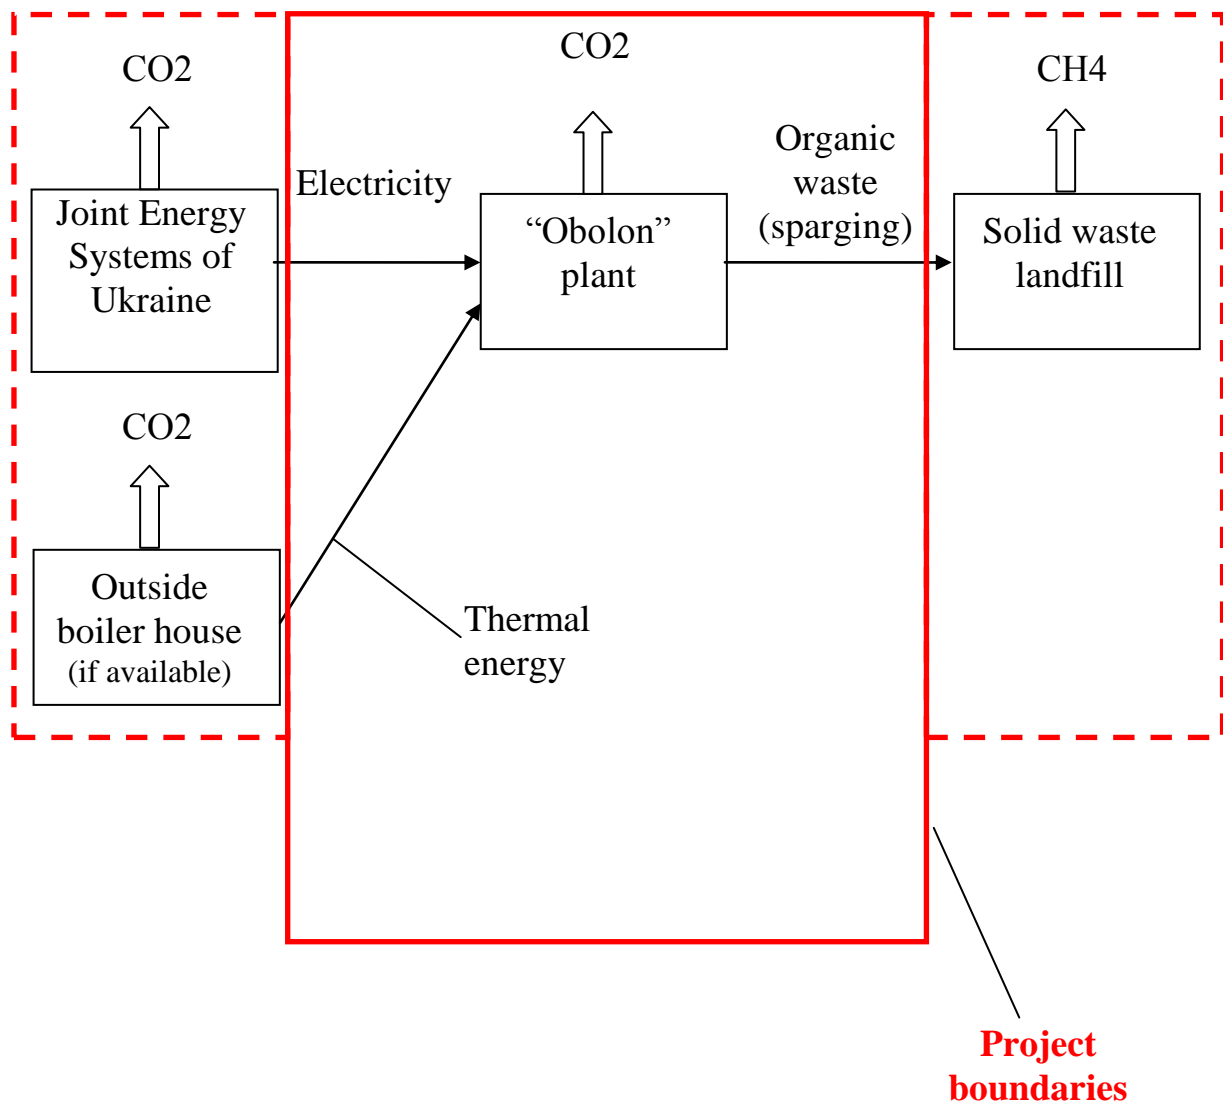 CO2
CO2
CH4
Electricity
Organic
waste
(sparging)
Joint Energy
Systems of
Ukraine
“Obolon”
plant
Solid waste
landfill
CO2
Outside
boiler house
(if available)
Thermal
energy
Project
boundaries